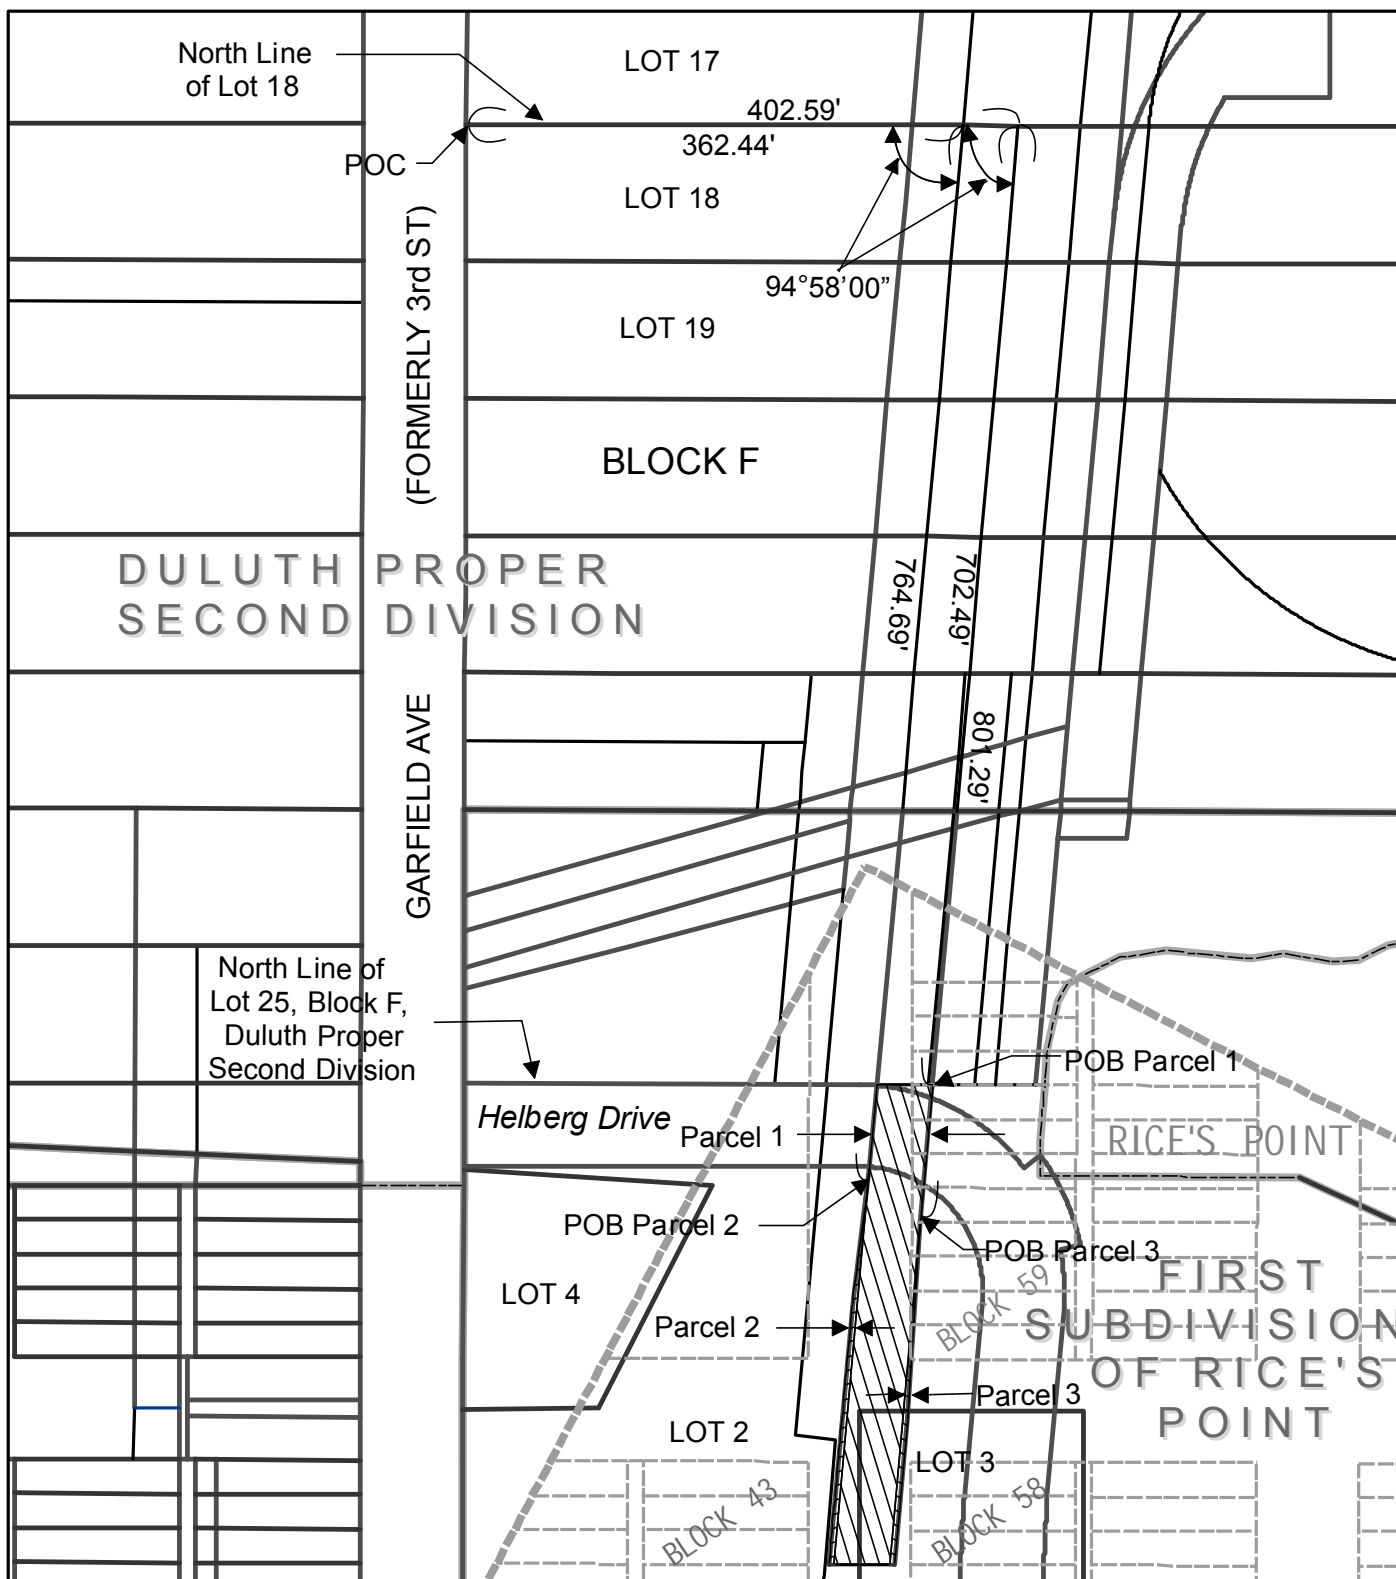 North Line
of Lot 18
LOT 17
402.59'
362.44'
POC
LOT 18
94°58'00"
(FORMERLY 3rd ST)
LOT 19
BLOCK F
DULUTH PROPER
SECOND DIVISION
764.69'
702.49'
801.29'
GARFIELD AVE
North Line of
Lot 25, Block F,
Duluth Proper
Second Division
POB Parcel 1
Helberg Drive
Parcel 1
RICE'S POINT
POB Parcel 2
POB Parcel 3
LOT 4
BLOCK 59
FIRST
SUBDIVISION
OF RICE'S
POINT
Parcel 2
Parcel 3
LOT 2
LOT 3
BLOCK 43
BLOCK 58